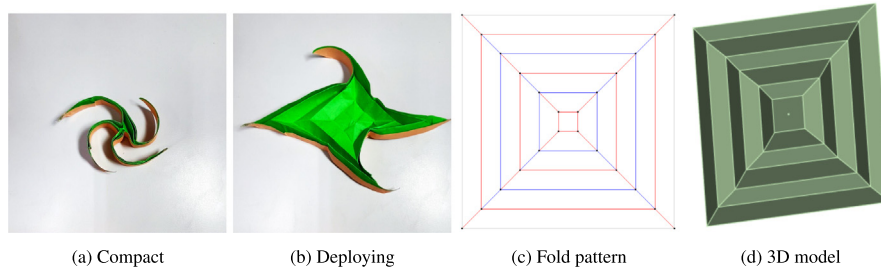 (a) Compact
(b) Deploying
(c) Fold pattern
(d) 3D model